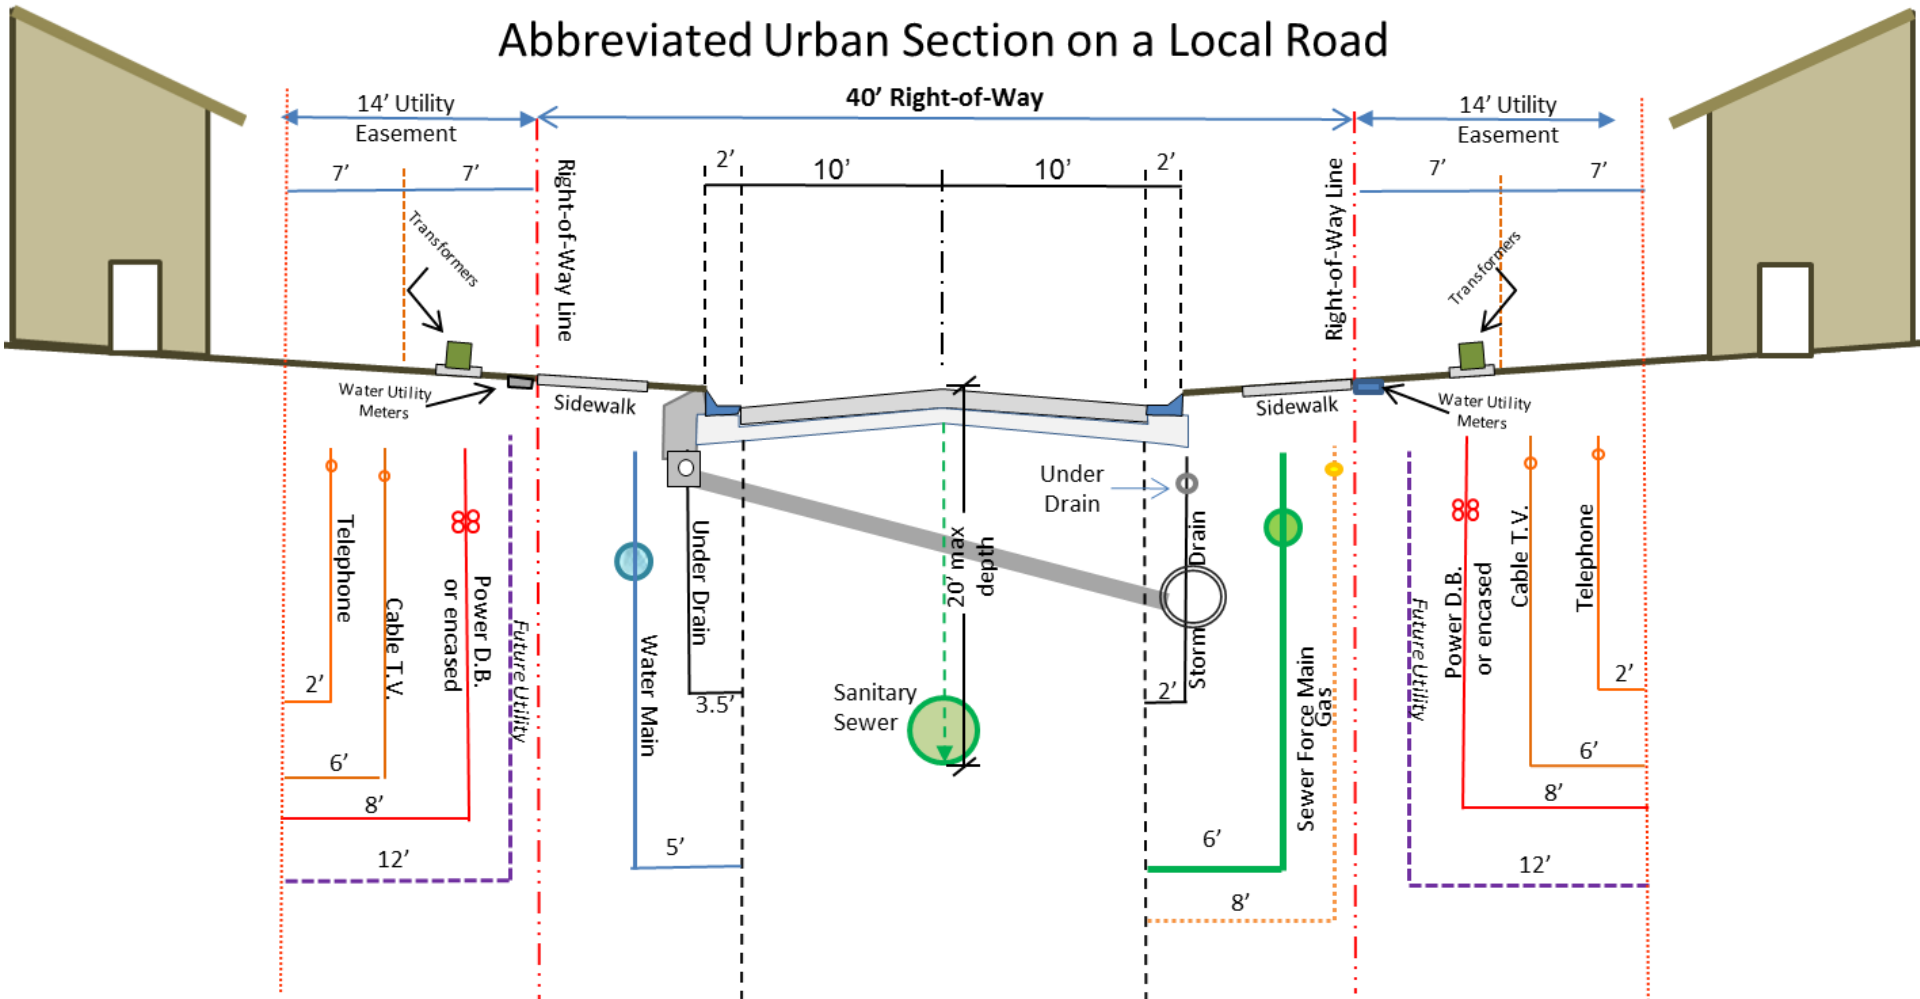 Abbreviated Urban Section on a Local Road
14’ Utility
Easement
40’ Right-of-Way
14’ Utility
Easement
7’
7’
2’
10’
10’
2’
7’
7’
Transformers
Right-of-Way Line
Right-of-Way Line
Transformers
Water Utility
Meters
Sidewalk
Sidewalk
Water Utility
Meters
Under
Drain
Telephone
Cable T.V.
Power D.B.
or encased
Future Utility
Water Main
Under Drain
20’ max
depth
Storm Drain
Sewer Force Main
Gas
Future Utility
Power D.B.
or encased
Cable T.V.
Telephone
Sanitary
Sewer
2’
3.5’
2’
2’
6’
6’
8’
8’
5’
6’
12’
12’
8’